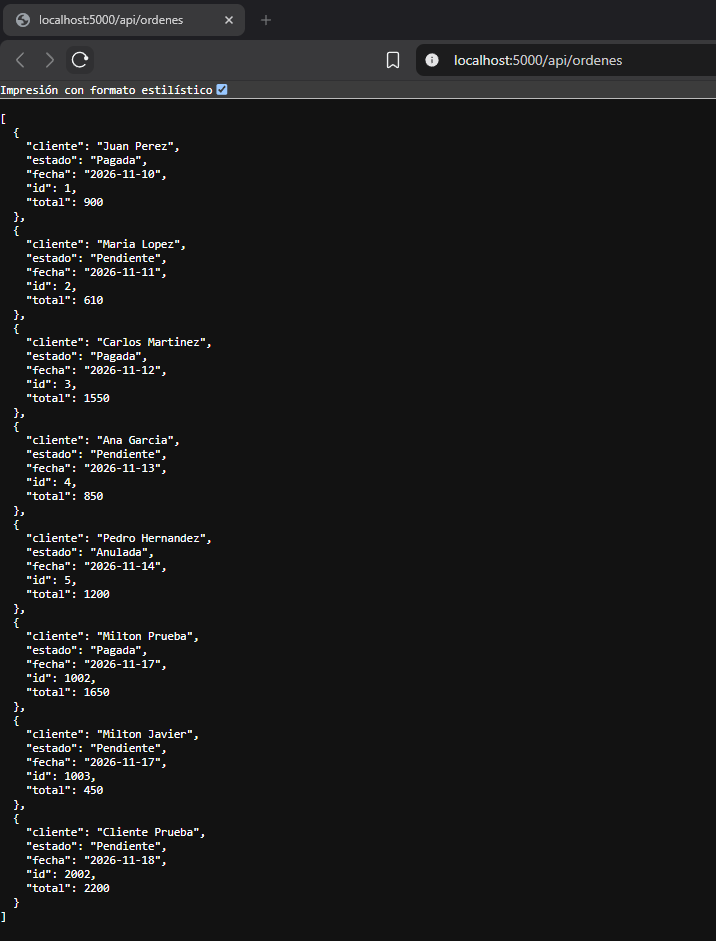 localhost:5000/api/ordenes
localhost:5000/api/ordenes
Impresión con formato estilístico
[
  {
    "cliente": "Juan Perez",
    "estado": "Pagada",
    "fecha": "2026-11-10",
    "id": 1,
    "total": 900
  },
  {
    "cliente": "Maria Lopez",
    "estado": "Pendiente",
    "fecha": "2026-11-11",
    "id": 2,
    "total": 610
  },
  {
    "cliente": "Carlos Martinez",
    "estado": "Pagada",
    "fecha": "2026-11-12",
    "id": 3,
    "total": 1550
  },
  {
    "cliente": "Ana Garcia",
    "estado": "Pendiente",
    "fecha": "2026-11-13",
    "id": 4,
    "total": 850
  },
  {
    "cliente": "Pedro Hernandez",
    "estado": "Anulada",
    "fecha": "2026-11-14",
    "id": 5,
    "total": 1200
  },
  {
    "cliente": "Milton Prueba",
    "estado": "Pagada",
    "fecha": "2026-11-17",
    "id": 1002,
    "total": 1650
  },
  {
    "cliente": "Milton Javier",
    "estado": "Pendiente",
    "fecha": "2026-11-17",
    "id": 1003,
    "total": 450
  },
  {
    "cliente": "Cliente Prueba",
    "estado": "Pendiente",
    "fecha": "2026-11-18",
    "id": 2002,
    "total": 2200
  }
]